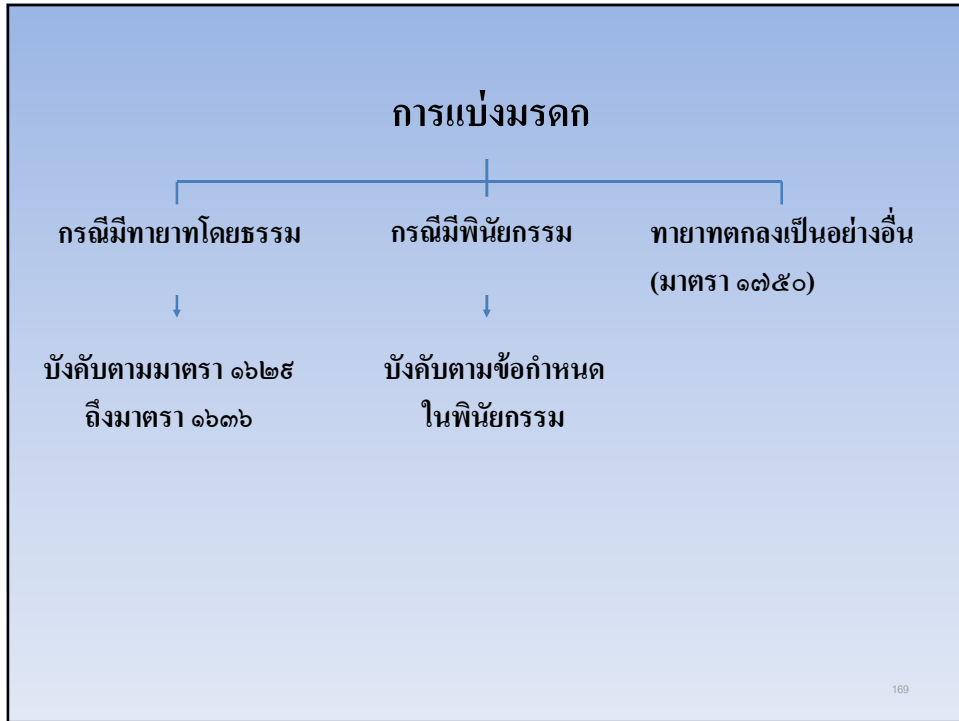 การแบ่งมรดก
กรณีมีทายาทโดยธรรม
กรณีมีพินัยกรรม
ทายาทตกลงเป็นอย่างอื่น
(มาตรา ๑๗๕๐)
บังคับตามมาตรา ๑๖๒๙
ถึงมาตรา ๑๖๓๖
บังคับตามข้อกำหนด
ในพินัยกรรม
169